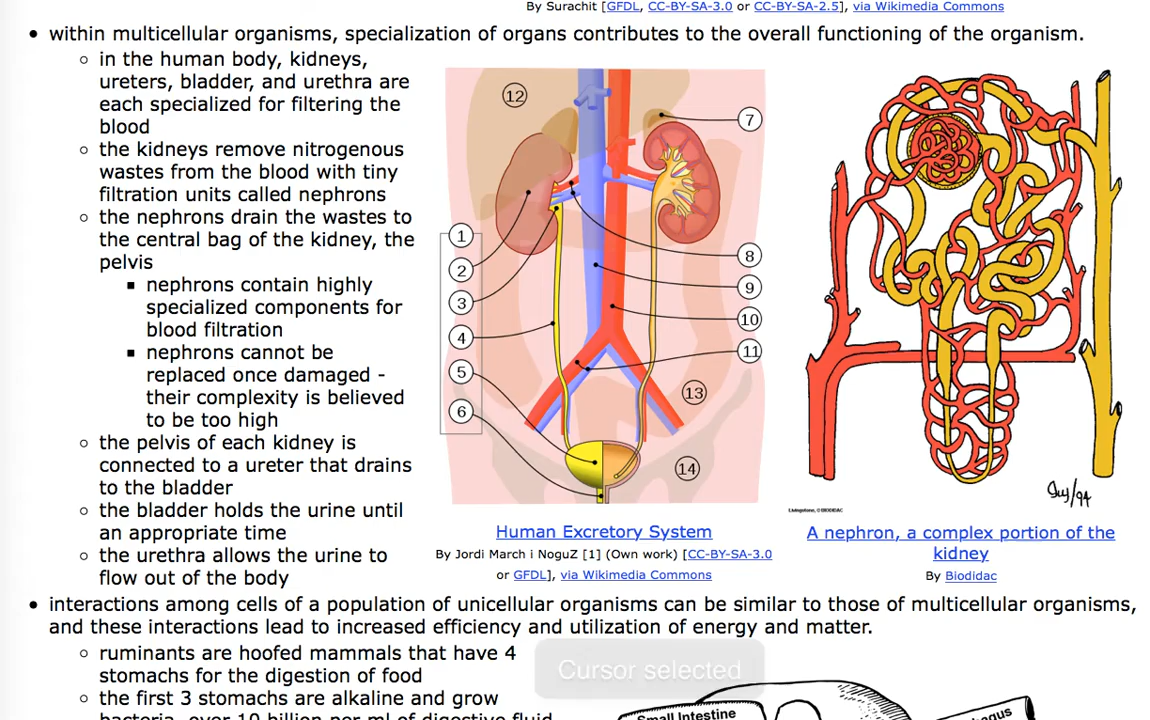 By Surachit [GFDL, CC-BY-SA-3.0 or CC-BY-SA-2.5], via Wikimedia Commons
• within multicellular organisms, specialization of organs contributes to the overall functioning of the organism.
in the human body, kidneys,
ureters, bladder, and urethra are
each specialized for filtering the
blood
the kidneys remove nitrogenous
wastes from the blood with tiny
filtration units called nephrons
the nephrons drain the wastes to
the central bag of the kidney, the
pelvis
nephrons contain highly
specialized components for
blood filtration
nephrons cannot be
replaced once damaged -
their complexity is believed
to be too high
the pelvis of each kidney is
connected to a ureter that drains
to the bladder
the bladder holds the urine until
an appropriate time
the urethra allows the urine to
flow out of the body
12
7
1
2
3
4
5
6
8
9
10
11
13
14
Human Excretory System
By Jordi March i NoguZ [1] (Own work) [CC-BY-SA-3.0
or GFDL], via Wikimedia Commons
Livingstone, © BIODIDAC
A nephron, a complex portion of the
kidney
By Biodidac
• interactions among cells of a population of unicellular organisms can be similar to those of multicellular organisms,
and these interactions lead to increased efficiency and utilization of energy and matter.
ruminants are hoofed mammals that have 4
stomachs for the digestion of food
the first 3 stomachs are alkaline and grow
bacteria, over 10 billion per ml of digestive fluid
Cursor selected
Small Intestine